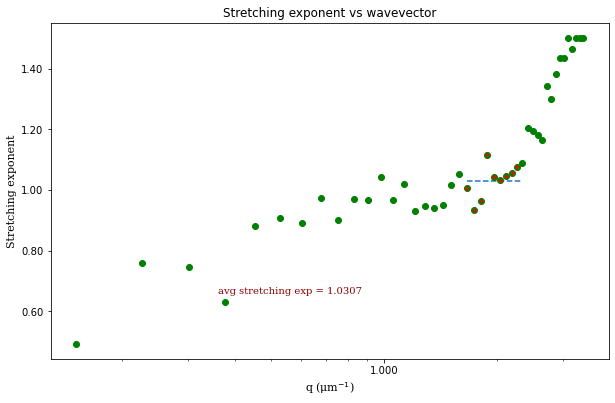 Stretching exponent vs wavevector
1.40
1.20
1.00
0.80
0.60
Stretching exponent
avg stretching exp = 1.0307
1.000
q (μm⁻¹)